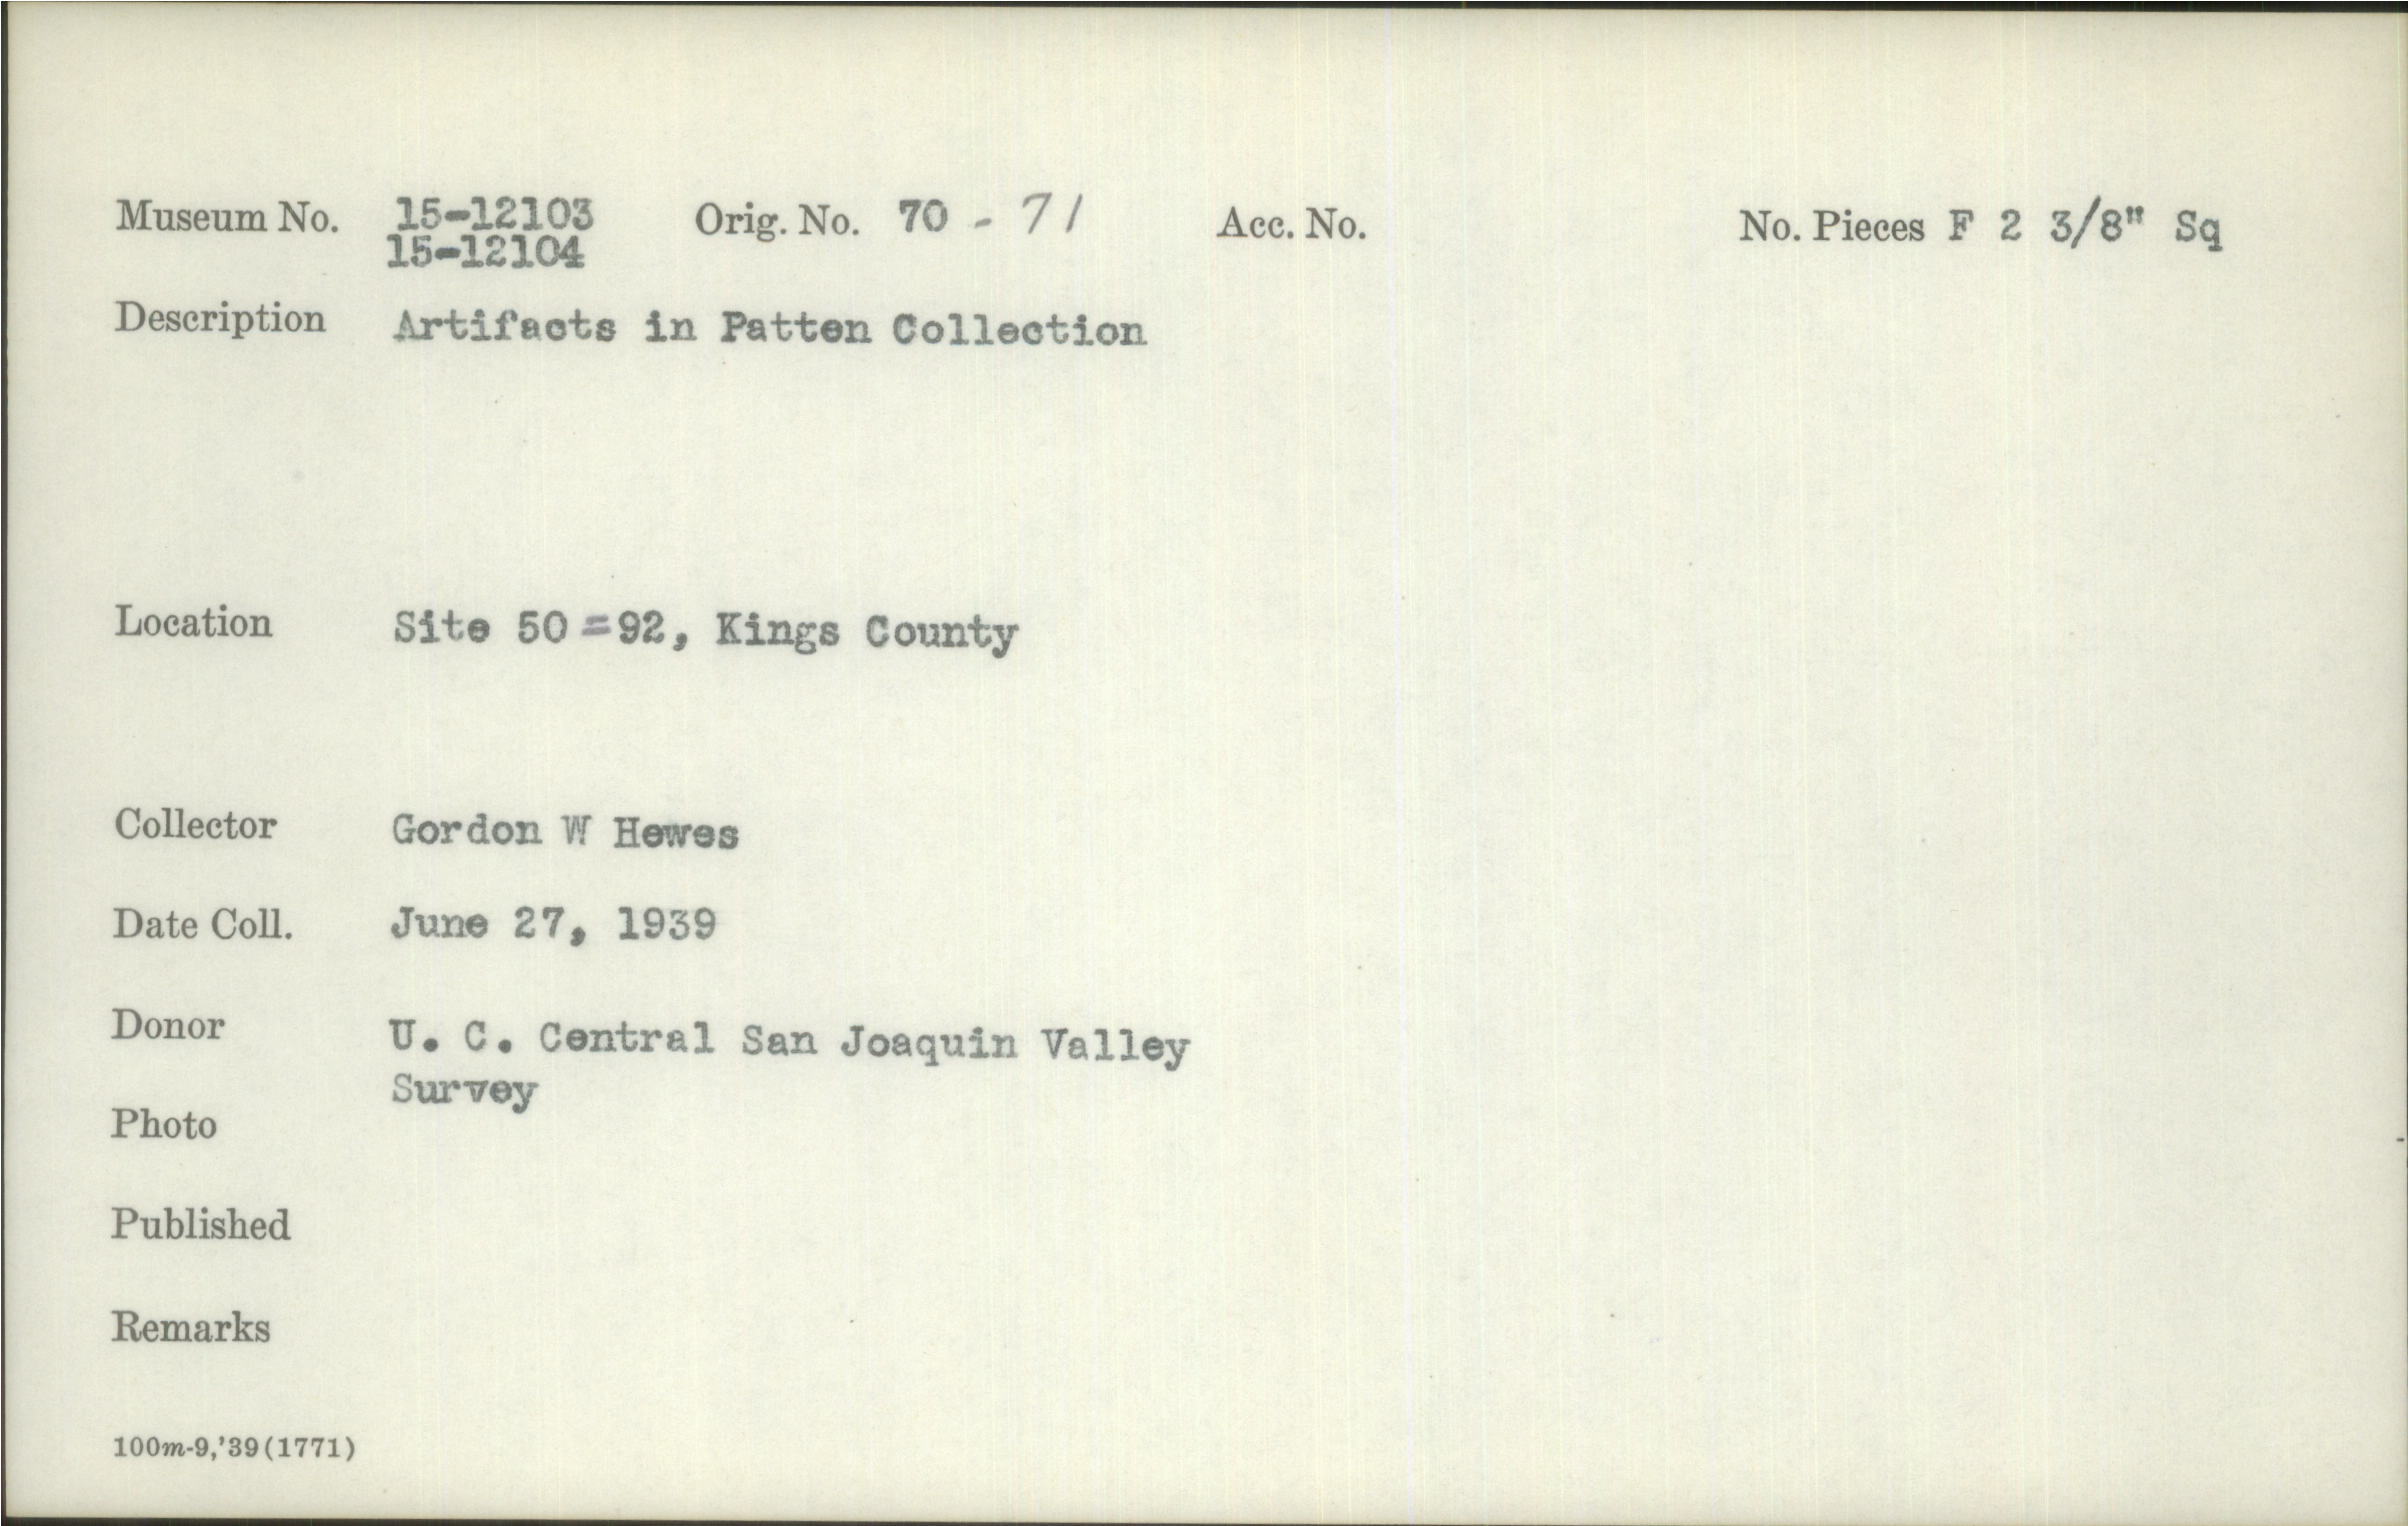 Museum No. 15-12103 Orig. No. 70 - 71 Acc. No. No. Pieces F 2 3/8" Sq
15-12104
Description Artifacts in Patten Collection
Location Site 50=92, Kings County
Collector Gordon W Hewes
Date Coll. June 27, 1939
Donor U. C. Central San Joaquin Valley
Survey
Photo
Published
Remarks
100m-9,'39(1771)